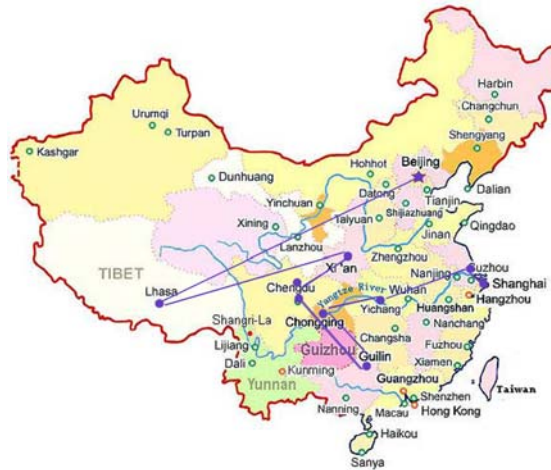 Harbin
Changchun
Urumqi
Shengyang
Turpan
Kashgar
Hohhot
Beijing
Dunhuang
Datong
Dalian
Yinchuan
Tianjin
Taiyuan
Shijiazhuang
Xining
Jinan
Qingdao
Lanzhou
Zhengzhou
Xi'an
TIBET
Nanjing
Suzhou
Chengdu
Shanghai
Lhasa
Yangtze River
Wuhan
Hangzhou
Yichang
Huangshan
Chongqing
Shangri-La
Nanchang
Changsha
Lijiang
Guizhou
Guilin
Fuzhou
Dali
Xiamen
Kunming
Yunnan
Guangzhou
Taiwan
Shenzhen
Nanning
Macau
Hong Kong
Haikou
Sanya